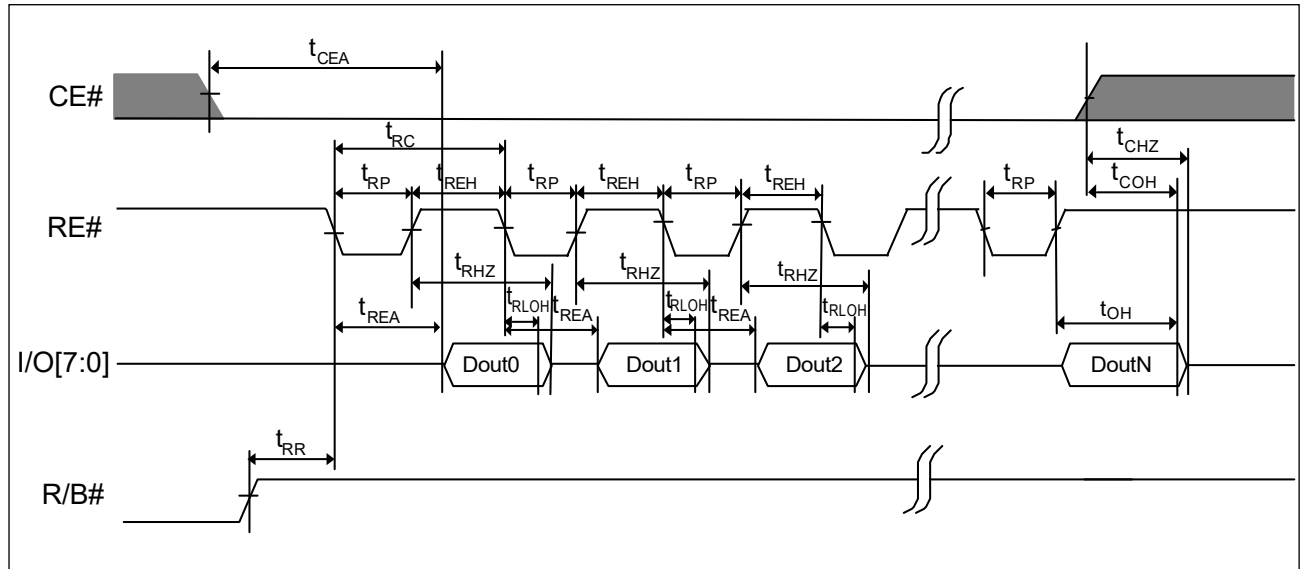 tCEA
CE#
tRC
tCHZ
tRP tREH tRP tREH tRP tREH tRP tCOH
RE#
tRHZ tRHZ tRHZ
tREA tRLOH tREA tRLOH tREA tRLOH tOH
I/O[7:0] Dout0 Dout1 Dout2 DoutN
tRR
R/B#